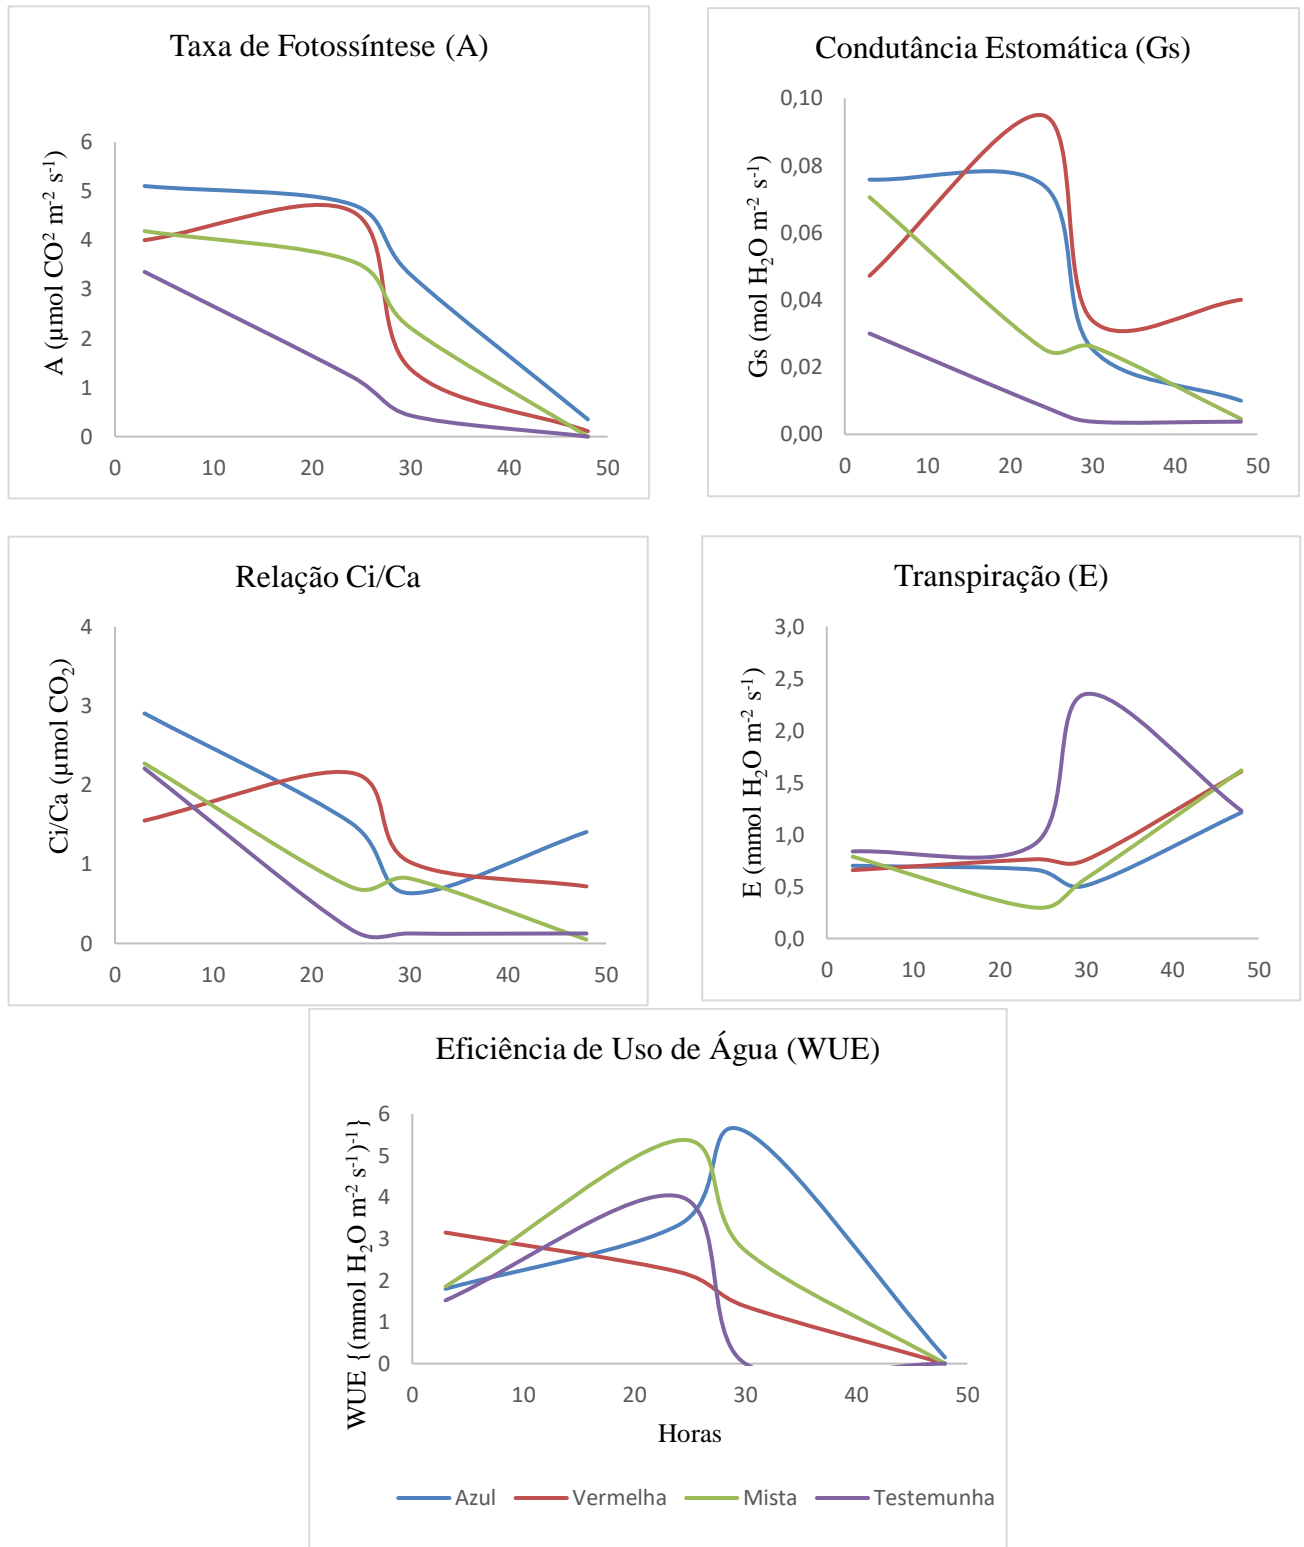 Taxa de Fotossíntese (A)
A (µmol CO² m⁻² s⁻¹)
6
5
4
3
2
1
0
0 10 20 30 40 50
Condutância Estomática (Gs)
Gs (mol H₂O m⁻² s⁻¹)
0,10
0,08
0,06
0,04
0,02
0,00
0 10 20 30 40 50
Relação Ci/Ca
Ci/Ca (µmol CO₂)
4
3
2
1
0
0 10 20 30 40 50
Transpiração (E)
E (mmol H₂O m⁻² s⁻¹)
3,0
2,5
2,0
1,5
1,0
0,5
0,0
0 10 20 30 40 50
Eficiência de Uso de Água (WUE)
WUE {(mmol H₂O m⁻² s⁻¹)⁻¹}
6
5
4
3
2
1
0
0 10 20 30 40 50
Horas
Azul Vermelha Mista Testemunha